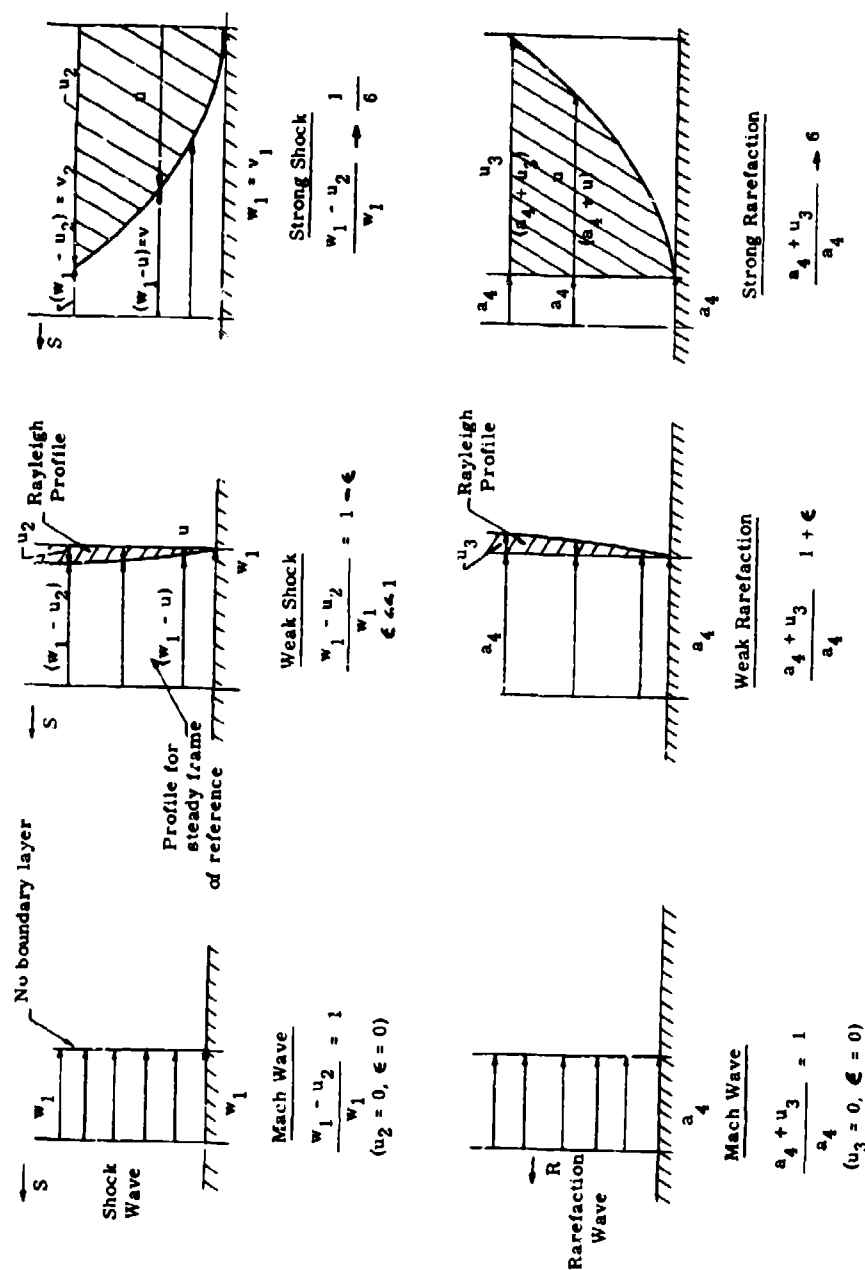 S
Shock
Wave
w1
No boundary layer
w1
Mach Wave
w1 - u2
w1
= 1
(u2 = 0, ϵ = 0)
S
(w1 - u2)
u2
Rayleigh
Profile
u
(w1 - u)
w1
Profile for
steady frame
of reference
Weak Shock
w1 - u2
w1
= 1 - ϵ
ϵ << 1
S
(w1 - u2) = v2
u2
u
(w1 - u) = v
w1 = v1
Strong Shock
w1 - u2
w1
→
1
6
R
Rarefaction
Wave
a4
Mach Wave
a4 + u3
a4
= 1
(u3 = 0, ϵ = 0)
a4
u3
Rayleigh
Profile
a4
Weak Rarefaction
a4 + u3
a4
1 + ϵ
a4
u3
(a4 + u3)
a4
u
(a4 + u)
a4
Strong Rarefaction
a4 + u3
a4
→ 6